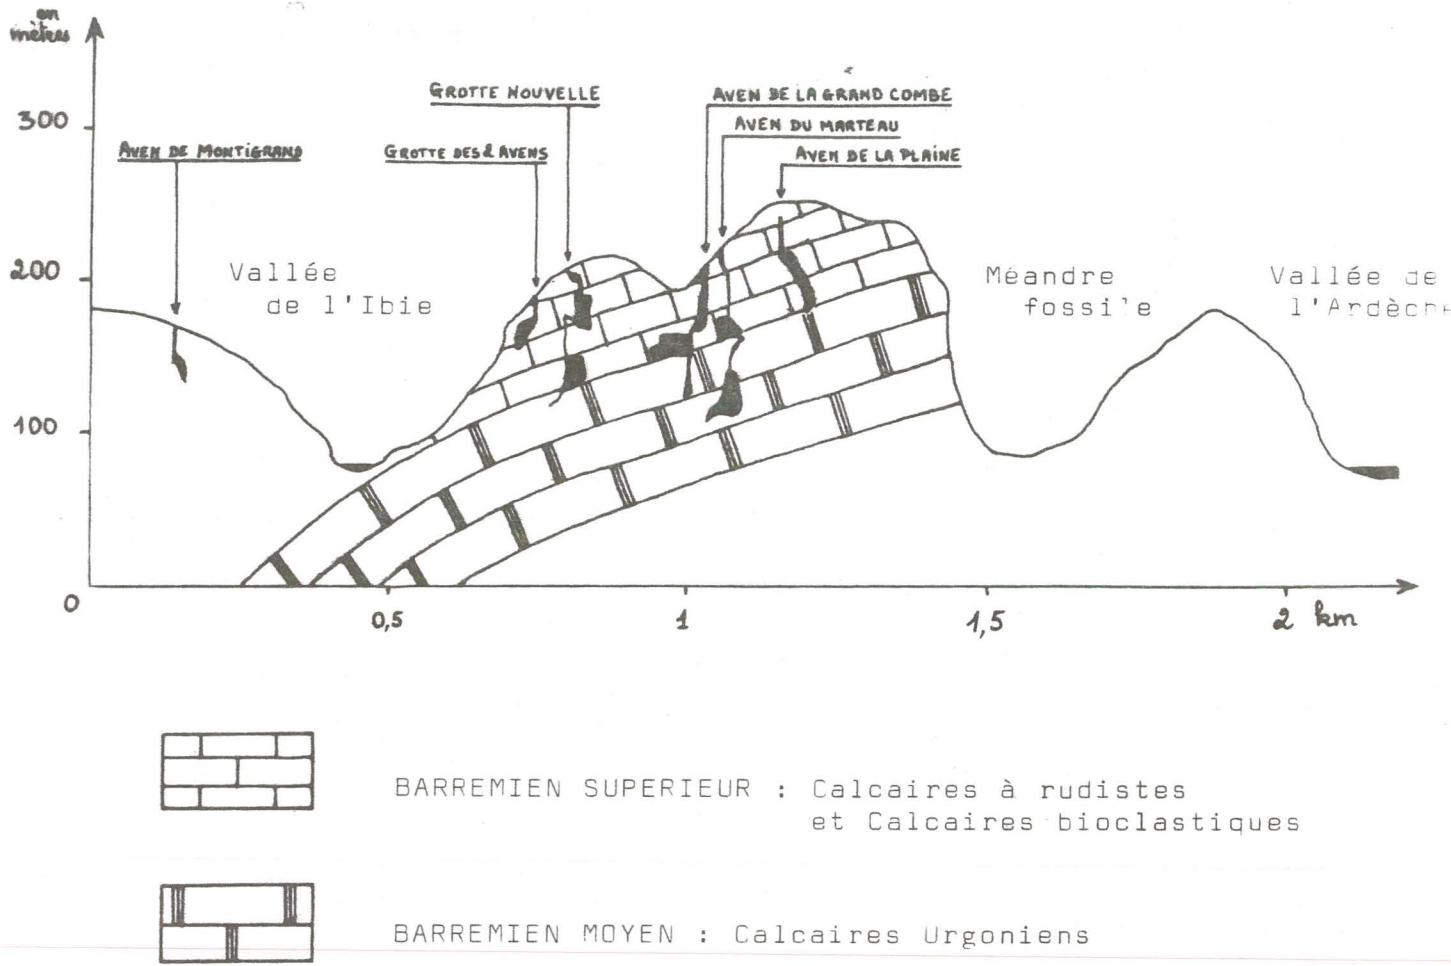 en
mètres
GROTTE NOUVELLE
AVEN DE LA GRAND COMBE
300
AVEN DU MARTEAU
AVEN DE MONTIGRAND
GROTTE DES 2 AVENS
AVEN DE LA PLAINE
200
Vallée
de l'Ibie
Méandre
fossile
Vallée de
l'Ardèche
100
0
0,5
1
1,5
2 km
BARREMIEN SUPERIEUR : Calcaires à rudistes
et Calcaires bioclastiques
BARREMIEN MOYEN : Calcaires Urgoniens